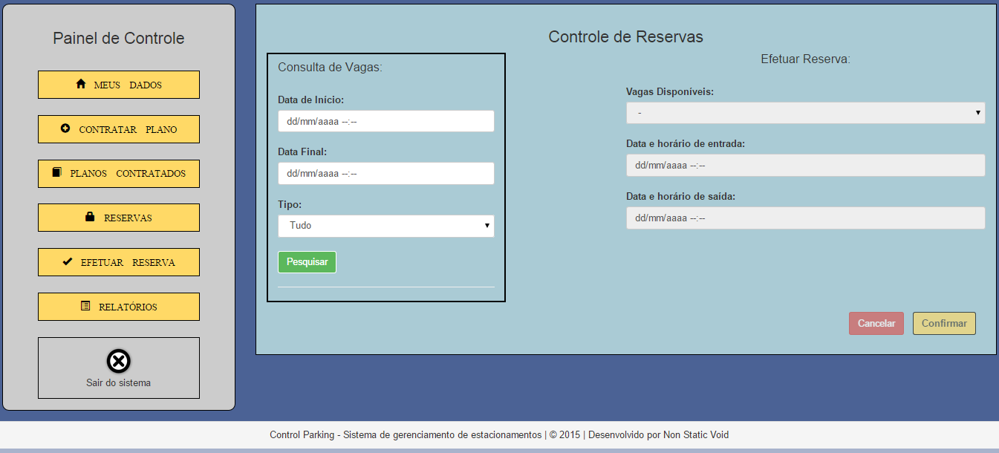 Painel de Controle
MEUS DADOS
CONTRATAR PLANO
PLANOS CONTRATADOS
RESERVAS
EFETUAR RESERVA
RELATÓRIOS
Sair do sistema
Controle de Reservas
Consulta de Vagas:
Data de Início:
dd/mm/aaaa --:--
Data Final:
dd/mm/aaaa --:--
Tipo:
Tudo
Pesquisar
Efetuar Reserva:
Vagas Disponíveis:
-
Data e horário de entrada:
dd/mm/aaaa --:--
Data e horário de saída:
dd/mm/aaaa --:--
Cancelar Confirmar
Control Parking - Sistema de gerenciamento de estacionamentos | © 2015 | Desenvolvido por Non Static Void